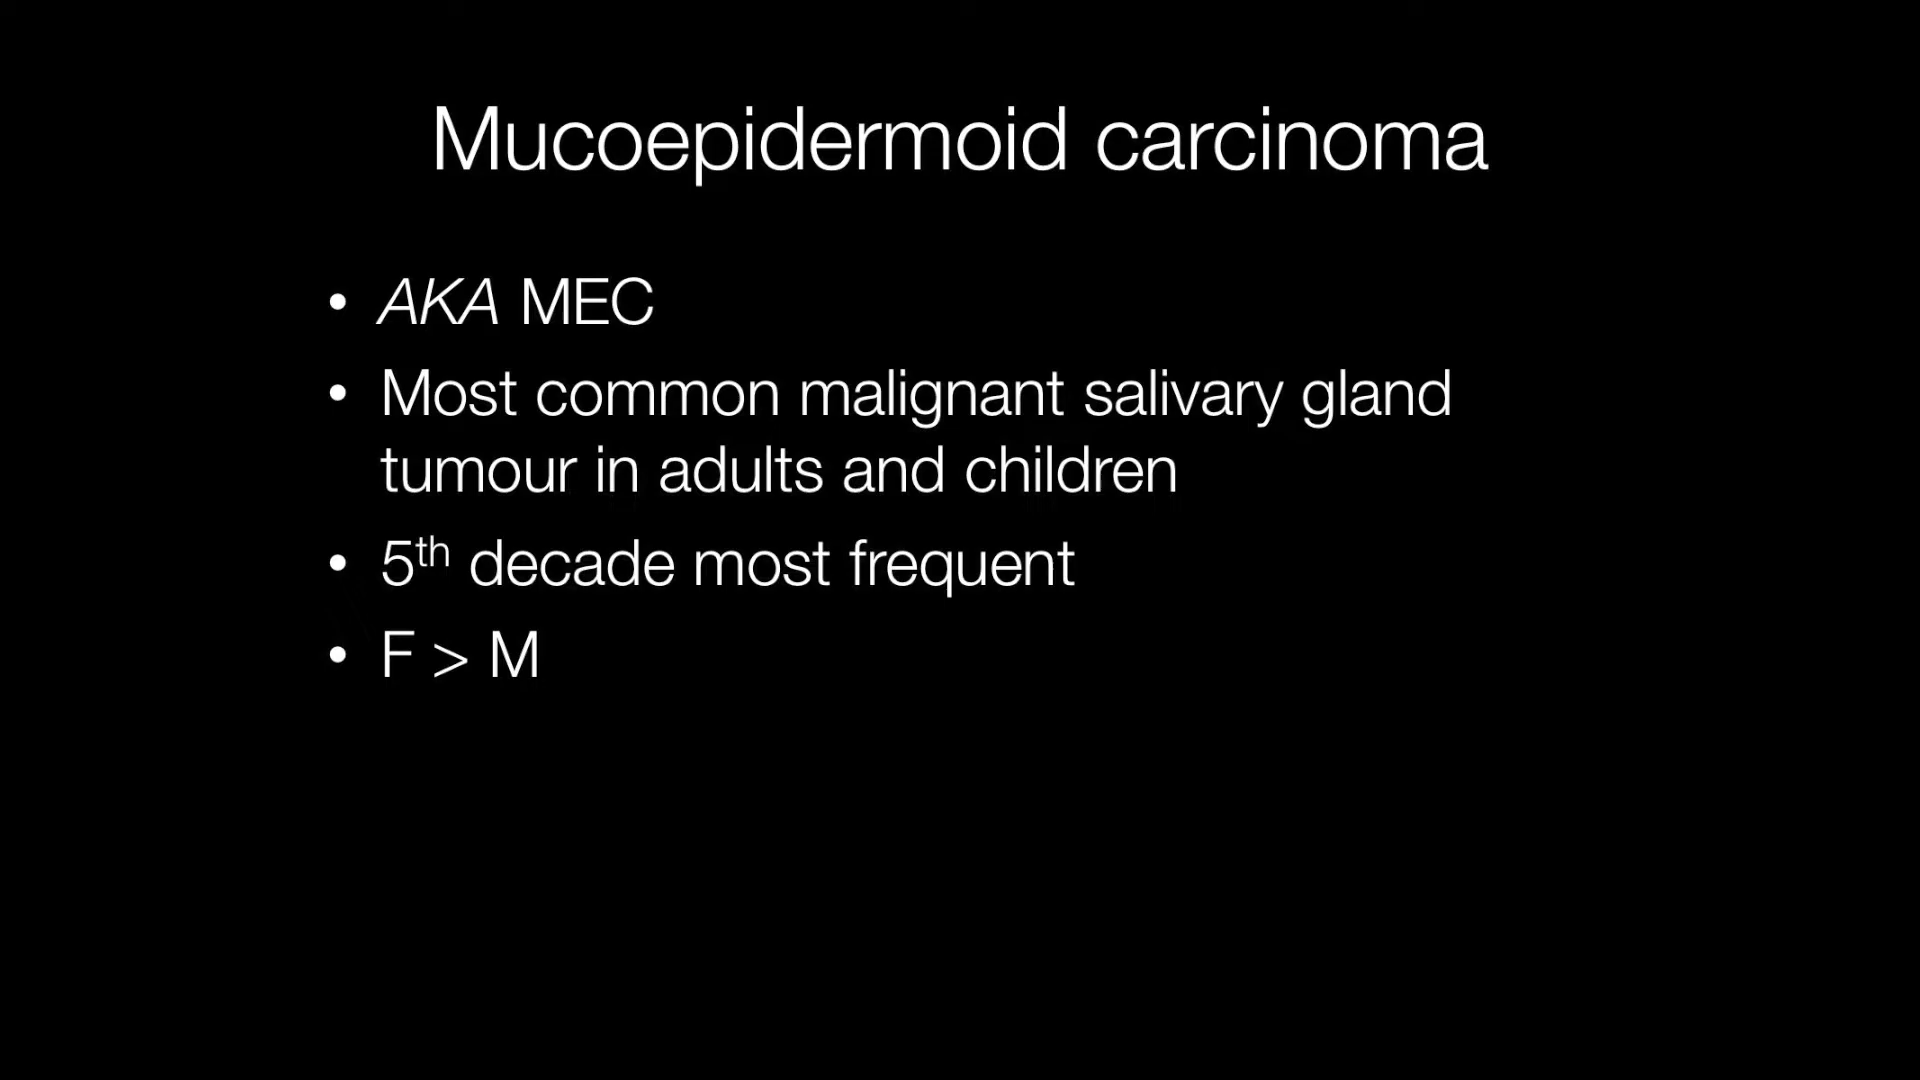 Mucoepidermoid carcinoma
• AKA MEC
• Most common malignant salivary gland
tumour in adults and children
• 5th decade most frequent
• F > M